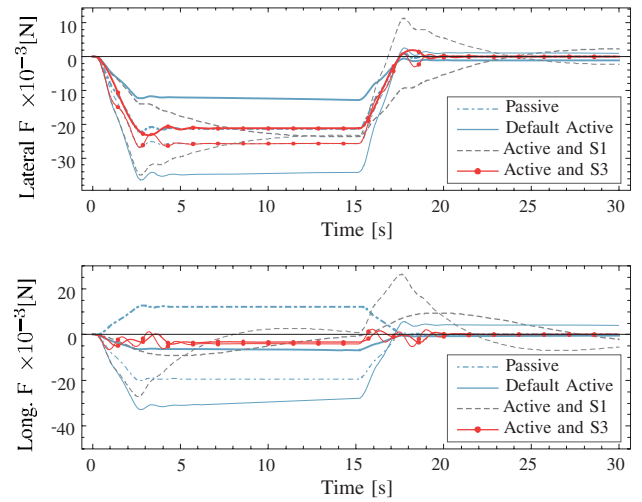 Lateral F ×10⁻³[N]
10
0
-10
-20
-30
0
5
10
15
20
25
30
Time [s]
Passive
Default Active
Active and S1
Active and S3
Long. F ×10⁻³[N]
20
0
-20
-40
0
5
10
15
20
25
30
Time [s]
Passive
Default Active
Active and S1
Active and S3